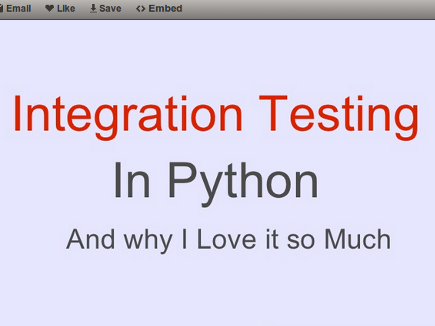 Email Like Save Embed
Integration Testing
In Python
And why I Love it so Much